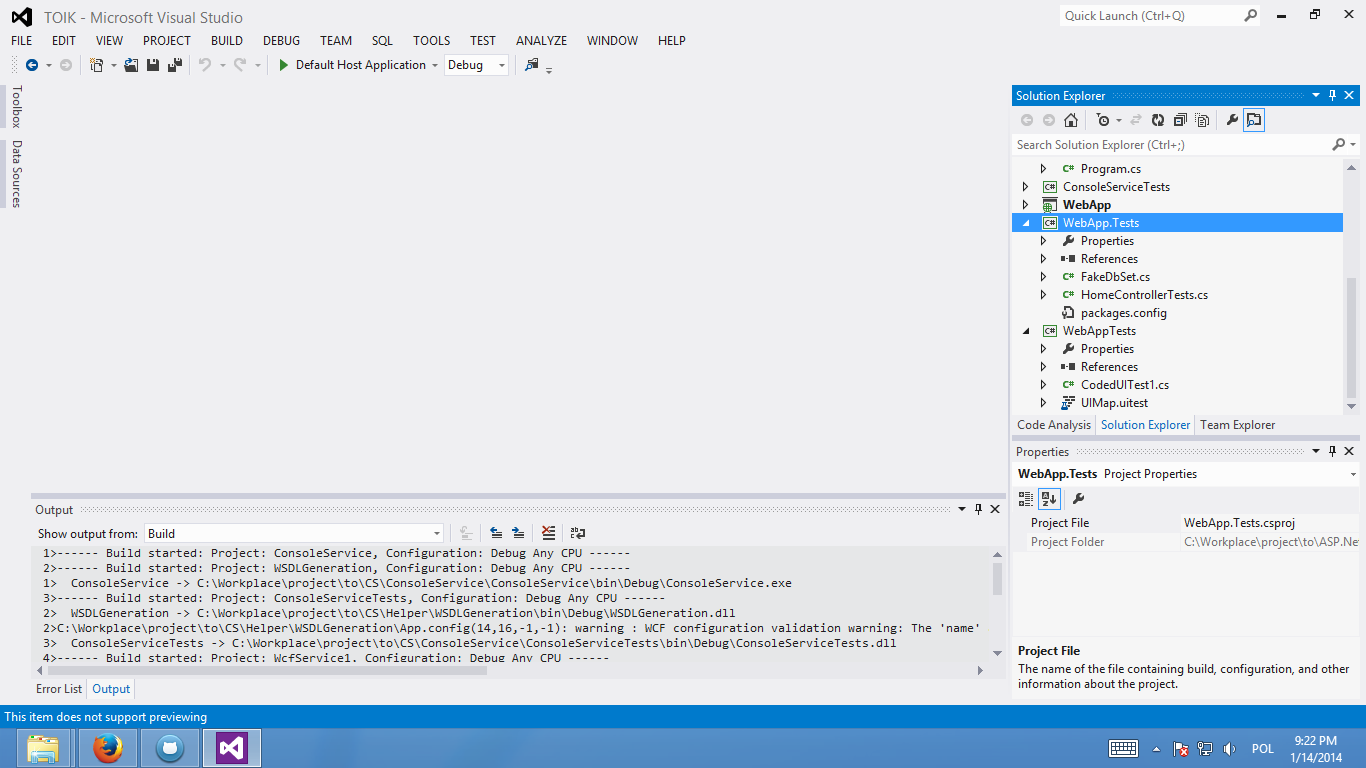 TOIK - Microsoft Visual Studio
Quick Launch (Ctrl+Q)
FILE EDIT VIEW PROJECT BUILD DEBUG TEAM SQL TOOLS TEST ANALYZE WINDOW HELP
Default Host Application Debug
Toolbox
Data Sources
Solution Explorer
Search Solution Explorer (Ctrl+;)
C# Program.cs
C# ConsoleServiceTests
WebApp
C# WebApp.Tests
Properties
References
C# FakeDbSet.cs
C# HomeControllerTests.cs
packages.config
C# WebAppTests
Properties
References
C# CodedUITest1.cs
UIMap.uitest
Code Analysis Solution Explorer Team Explorer
Properties
WebApp.Tests Project Properties
Project File WebApp.Tests.csproj
Project Folder C:\Workplace\project\to\ASP.Ne
Project File
The name of the file containing build, configuration, and other
information about the project.
Output
Show output from: Build
1>------ Build started: Project: ConsoleService, Configuration: Debug Any CPU ------
2>------ Build started: Project: WSDLGeneration, Configuration: Debug Any CPU ------
1>  ConsoleService -> C:\Workplace\project\to\CS\ConsoleService\ConsoleService\bin\Debug\ConsoleService.exe
3>------ Build started: Project: ConsoleServiceTests, Configuration: Debug Any CPU ------
2>  WSDLGeneration -> C:\Workplace\project\to\CS\Helper\WSDLGeneration\bin\Debug\WSDLGeneration.dll
2>C:\Workplace\project\to\CS\Helper\WSDLGeneration\App.config(14,16,-1,-1): warning : WCF configuration validation warning: The 'name'
3>  ConsoleServiceTests -> C:\Workplace\project\to\CS\ConsoleService\ConsoleServiceTests\bin\Debug\ConsoleServiceTests.dll
4>------ Build started: Project: WcfService1, Configuration: Debug Any CPU ------
Error List Output
This item does not support previewing
POL
9:22 PM
1/14/2014